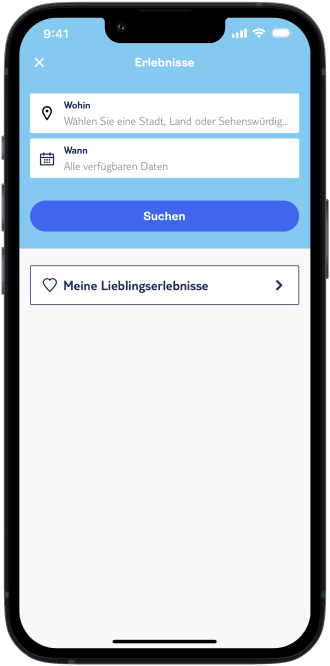 9:41
Erlebnisse
Wohin
Wählen Sie eine Stadt, Land oder Sehenswürdig...
Wann
Alle verfügbaren Daten
Suchen
Meine Lieblingserlebnisse